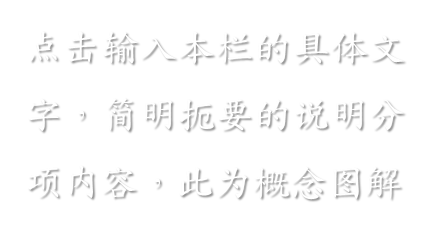 点击输入本栏的具体文
字，简明扼要的说明分
项内容，此为概念图解